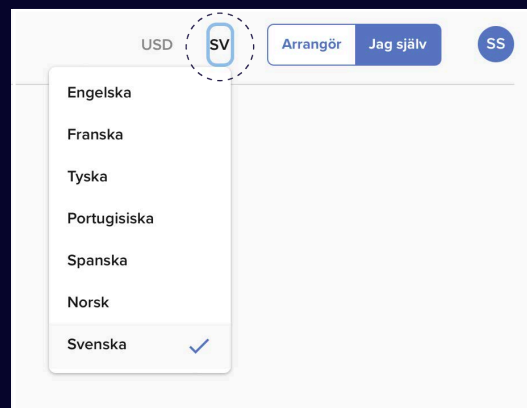 USD SV Arrangör Jag själv SS
Engelska
Franska
Tyska
Portugisiska
Spanska
Norsk
Svenska